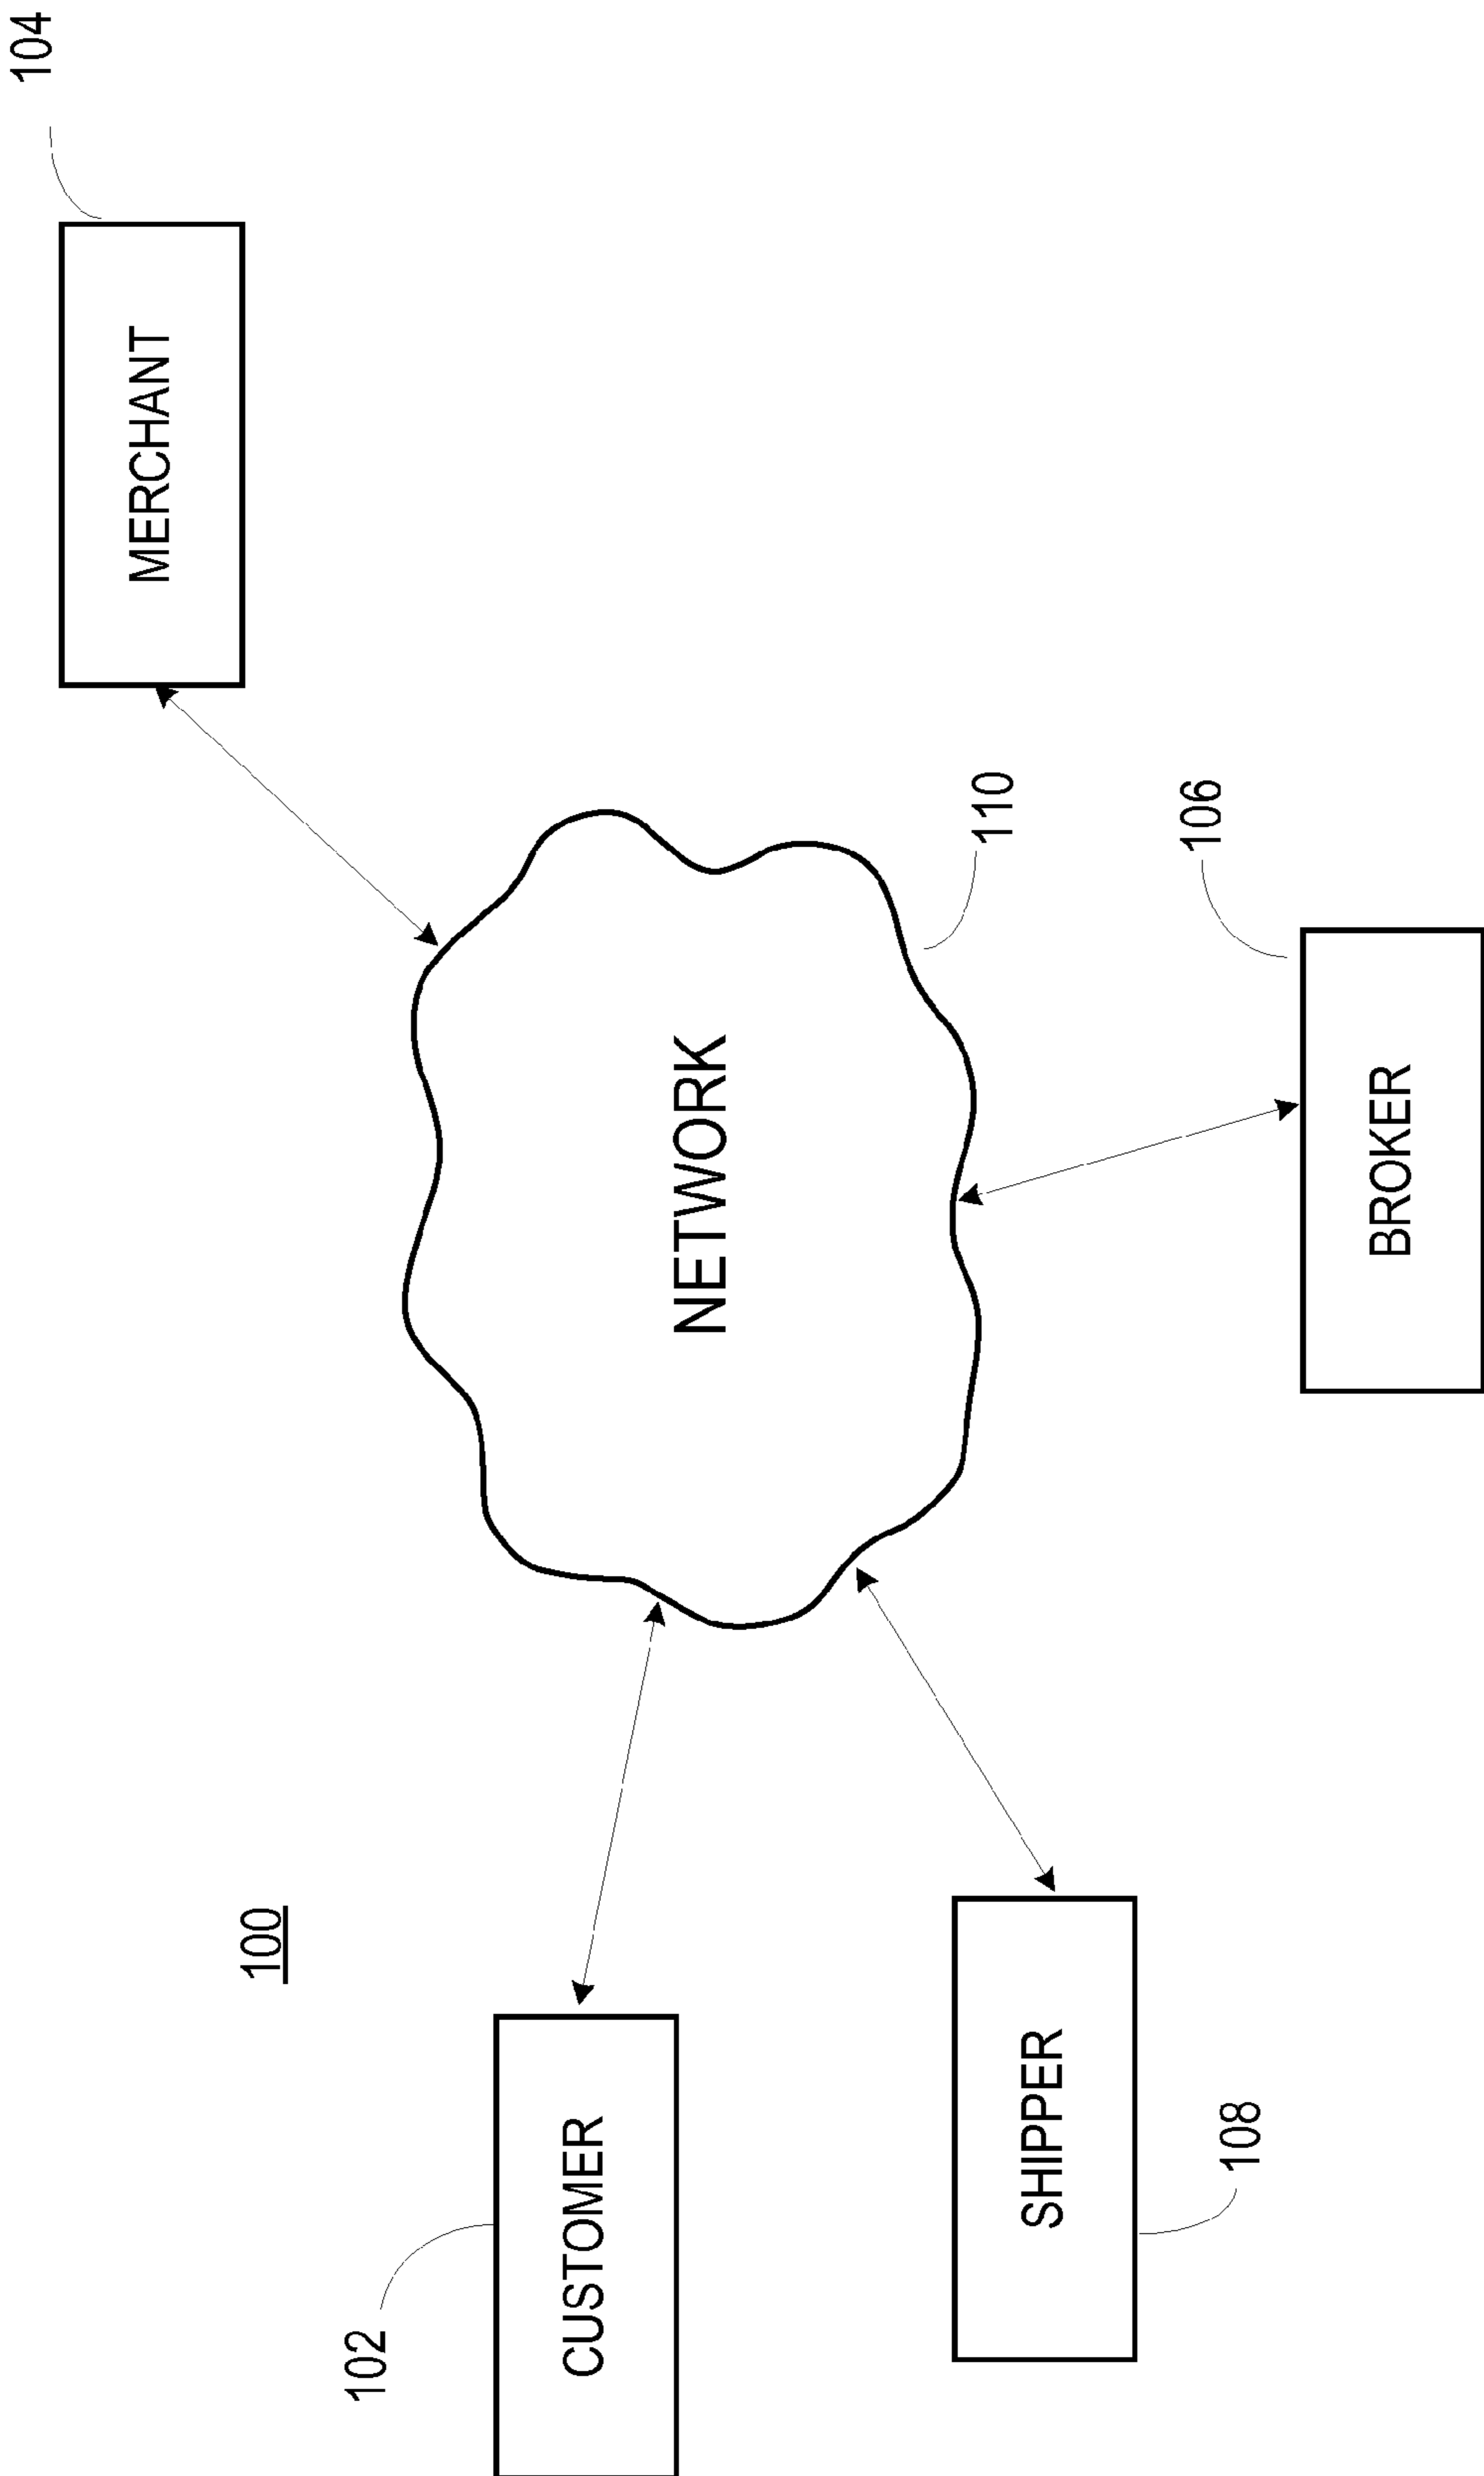 100
104
MERCHANT
102
CUSTOMER
NETWORK
110
SHIPPER
108
106
BROKER